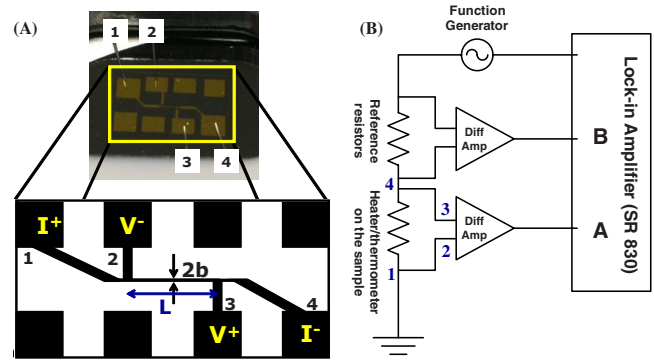 (A)
1
2
3
4
I+
V-
1
2
2b
L
3
4
V+
I-
(B)
Function
Generator
Reference
resistors
Diff
Amp
B
4
Heater/thermometer
on the sample
3
2
Diff
Amp
A
1
Lock-in Amplifier (SR 830)